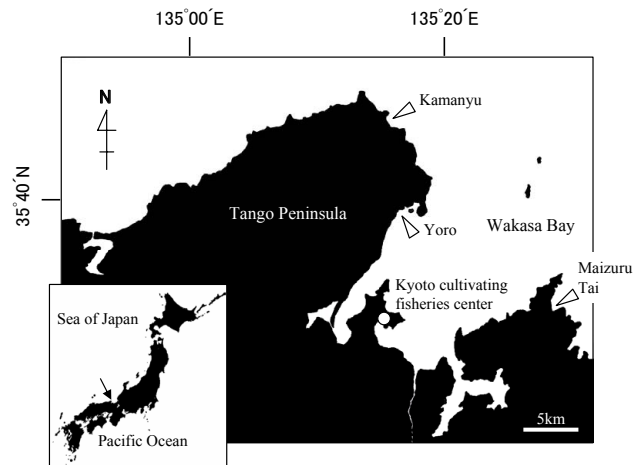 135°00′E
135°20′E
N
Kamanyu
35°40′N
Tango Peninsula
Wakasa Bay
Yoro
Maizuru
Tai
Kyoto cultivating
fisheries center
Sea of Japan
Pacific Ocean
5km